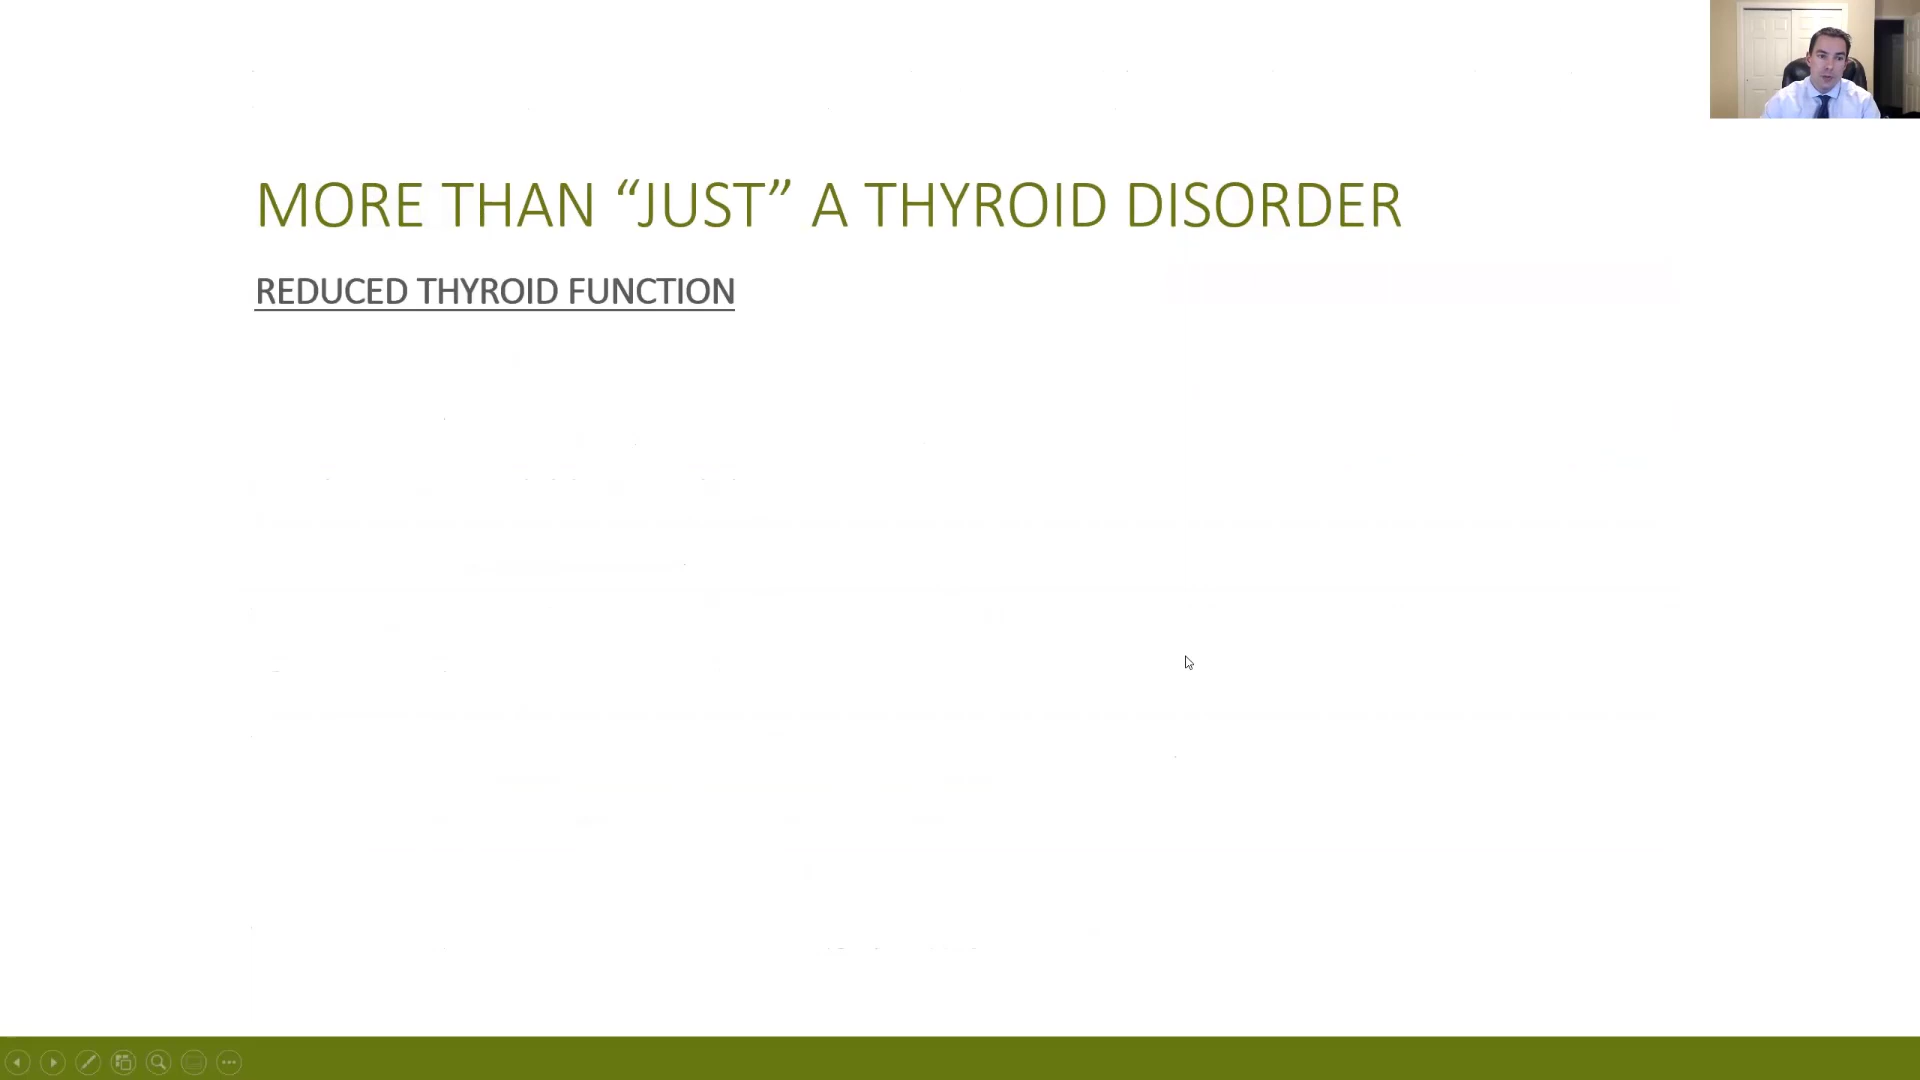 MORE THAN “JUST” A THYROID DISORDER
REDUCED THYROID FUNCTION